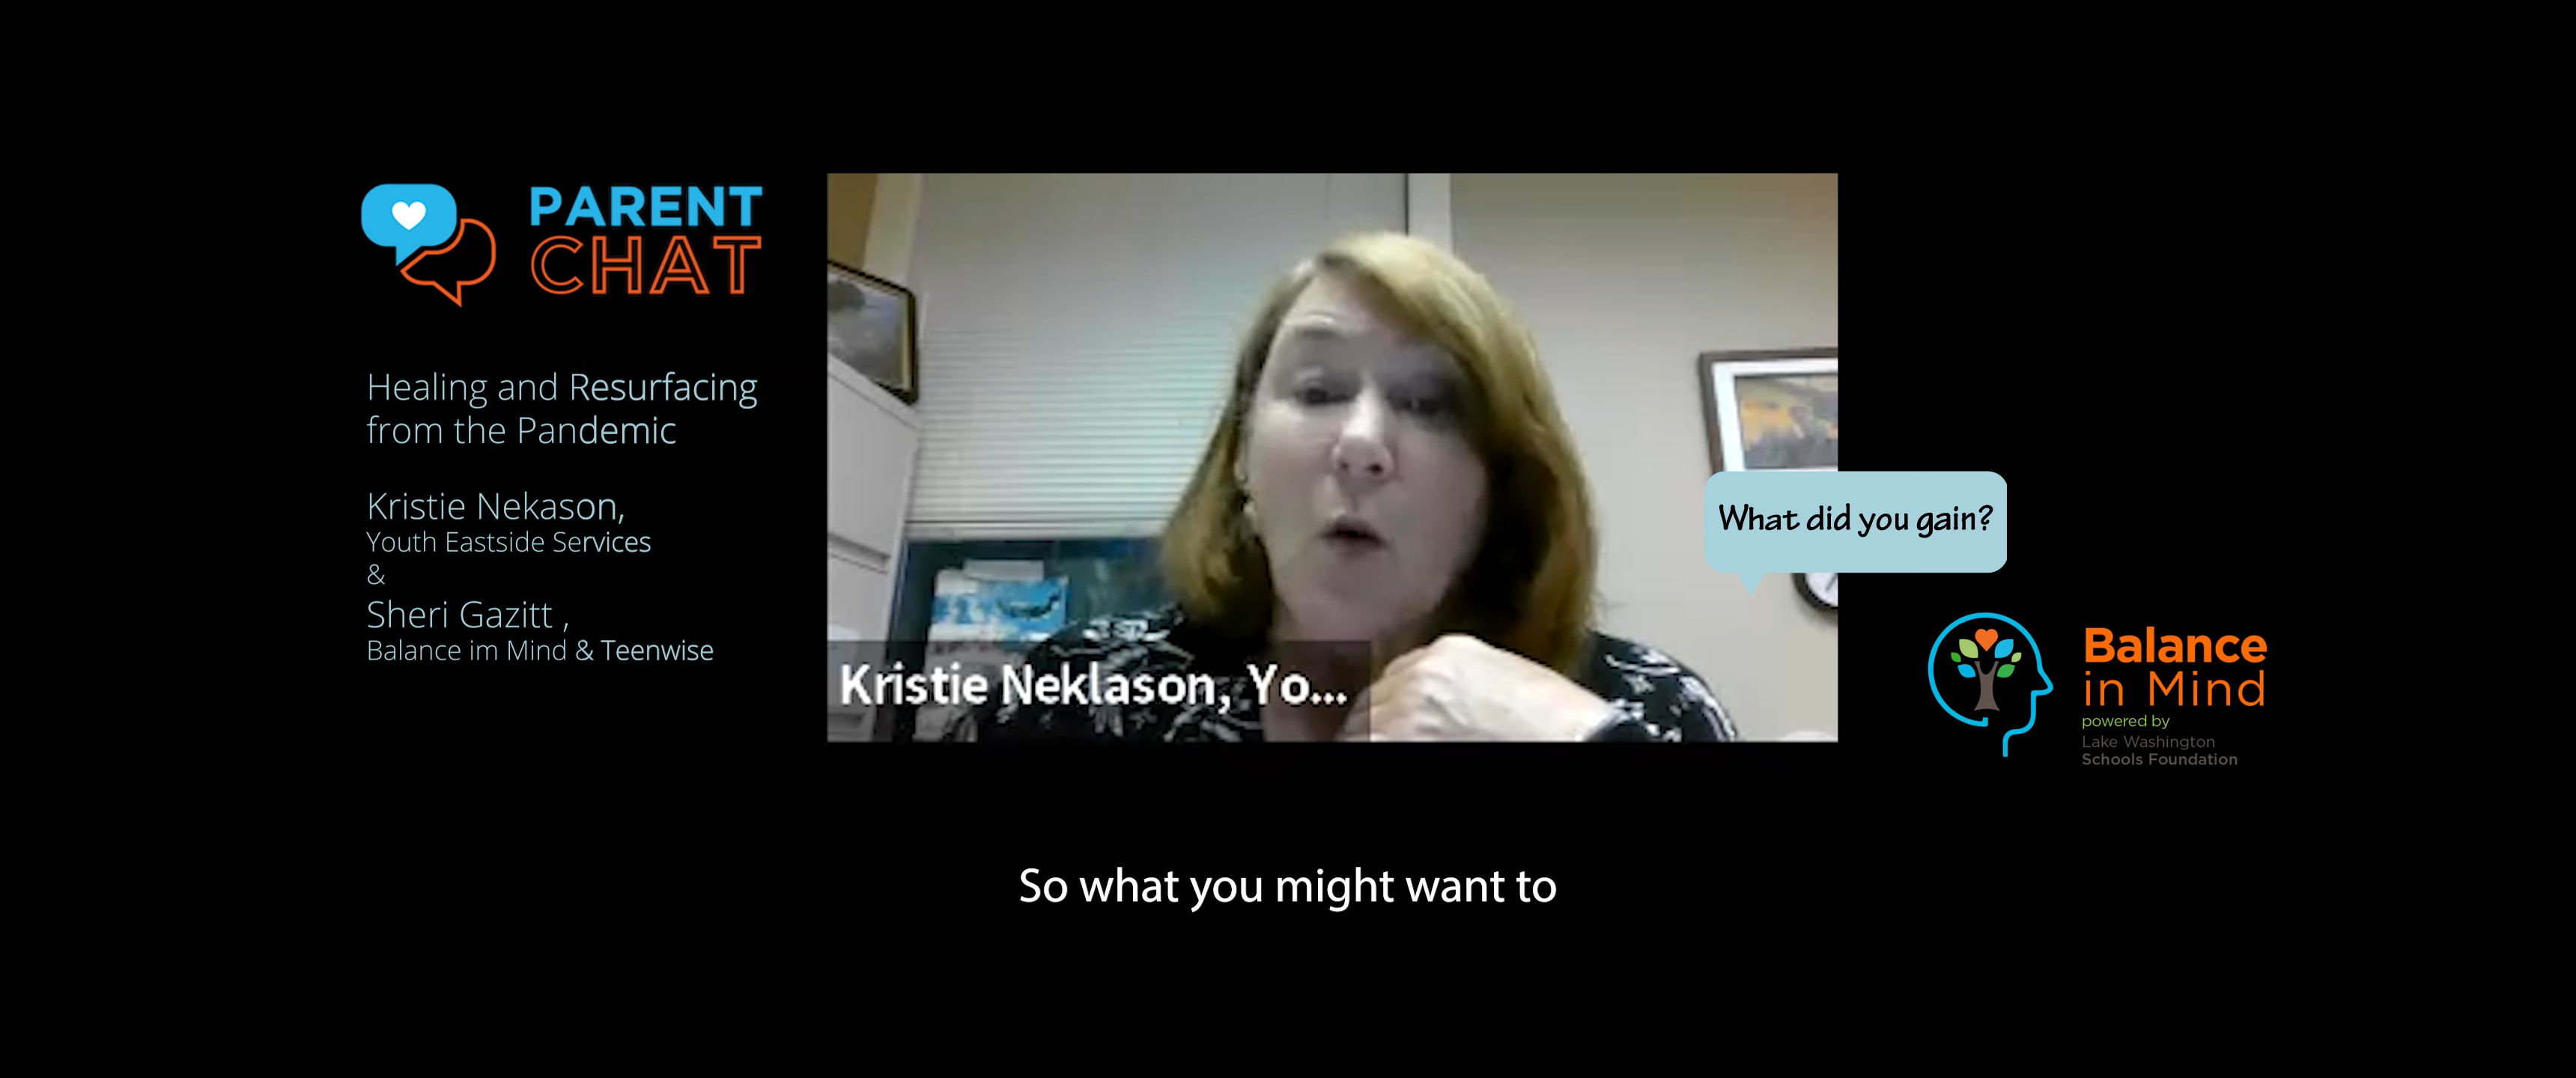 PARENT
CHAT
Healing and Resurfacing
from the Pandemic
Kristie Nekason,
Youth Eastside Services
&
Sheri Gazitt ,
Balance im Mind & Teenwise
Kristie Neklason, Yo...
What did you gain?
Balance
in Mind
powered by
Lake Washington
Schools Foundation
So what you might want to